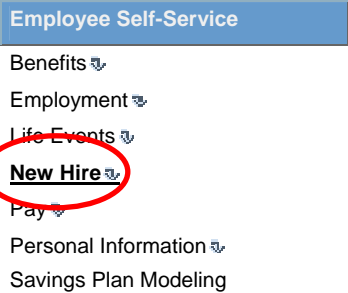 Employee Self-Service
Benefits
Employment
Life Events
New Hire
Pay
Personal Information
Savings Plan Modeling